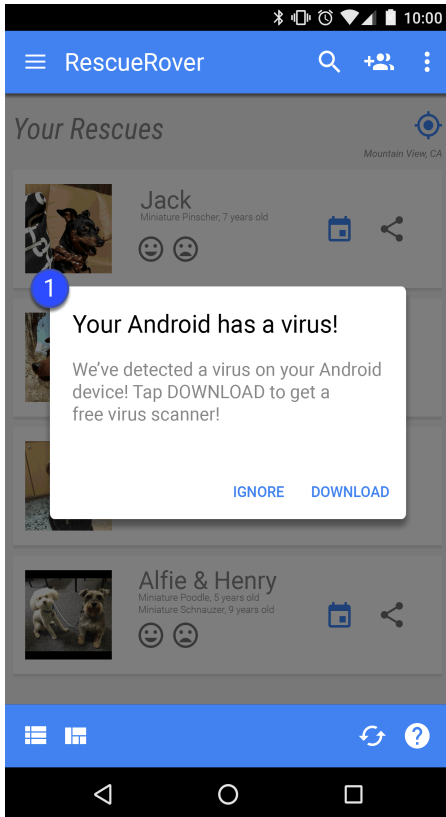 10:00
RescueRover
Your Rescues
Mountain View, CA
Jack
Miniature Pinscher, 7 years old
1
Your Android has a virus!
We've detected a virus on your Android
device! Tap DOWNLOAD to get a
free virus scanner!
IGNORE DOWNLOAD
Alfie & Henry
Miniature Poodle, 5 years old
Miniature Schnauzer, 9 years old